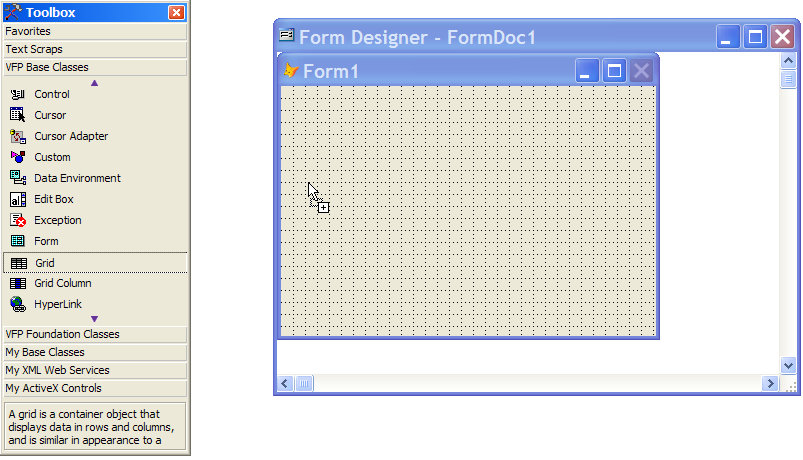 Toolbox
Favorites
Text Scraps
VFP Base Classes
Control
Cursor
Cursor Adapter
Custom
Data Environment
Edit Box
Exception
Form
Grid
Grid Column
HyperLink
VFP Foundation Classes
My Base Classes
My XML Web Services
My ActiveX Controls
A grid is a container object that
displays data in rows and columns,
and is similar in appearance to a
Form Designer - FormDoc1
Form1